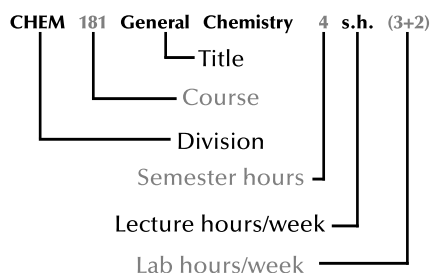 CHEM 181 General Chemistry 4 s.h. (3+2)
Title
Course
Division
Semester hours
Lecture hours/week
Lab hours/week